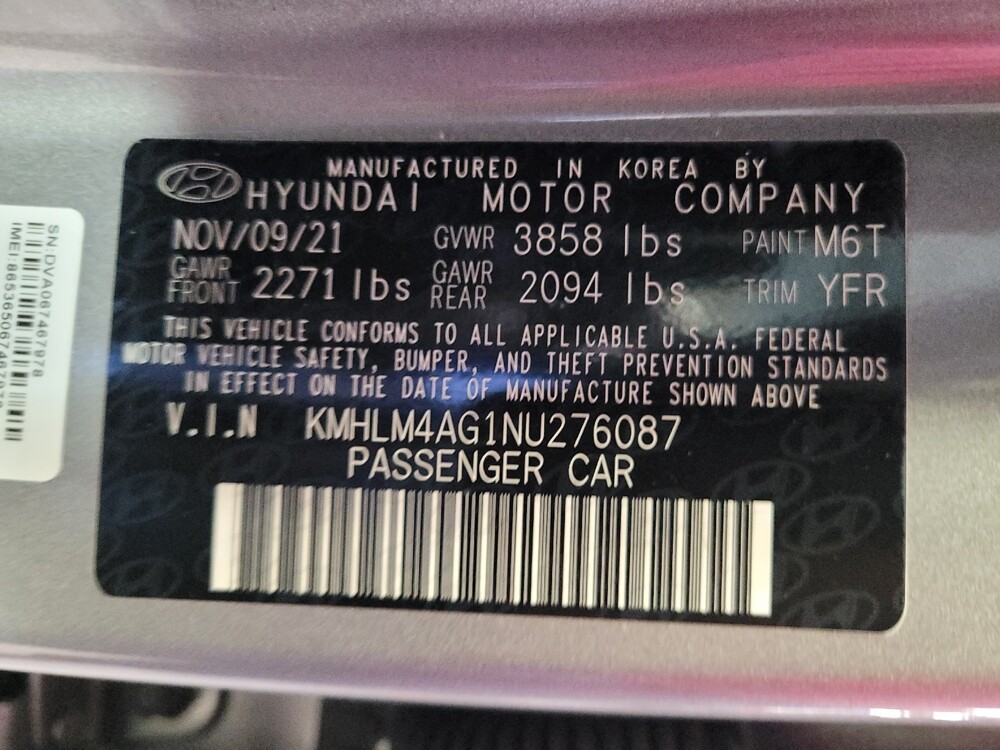 MANUFACTURED IN KOREA BY
HYUNDAI MOTOR COMPANY
NOV/09/21 GVWR 3858 lbs PAINT M6T
GAWR FRONT 2271 lbs GAWR REAR 2094 lbs TRIM YFR
THIS VEHICLE CONFORMS TO ALL APPLICABLE U.S.A. FEDERAL
MOTOR VEHICLE SAFETY, BUMPER, AND THEFT PREVENTION STANDARDS
IN EFFECT ON THE DATE OF MANUFACTURE SHOWN ABOVE
V.I.N KMHLM4AG1NU276087
PASSENGER CAR
SN:DVA067467978